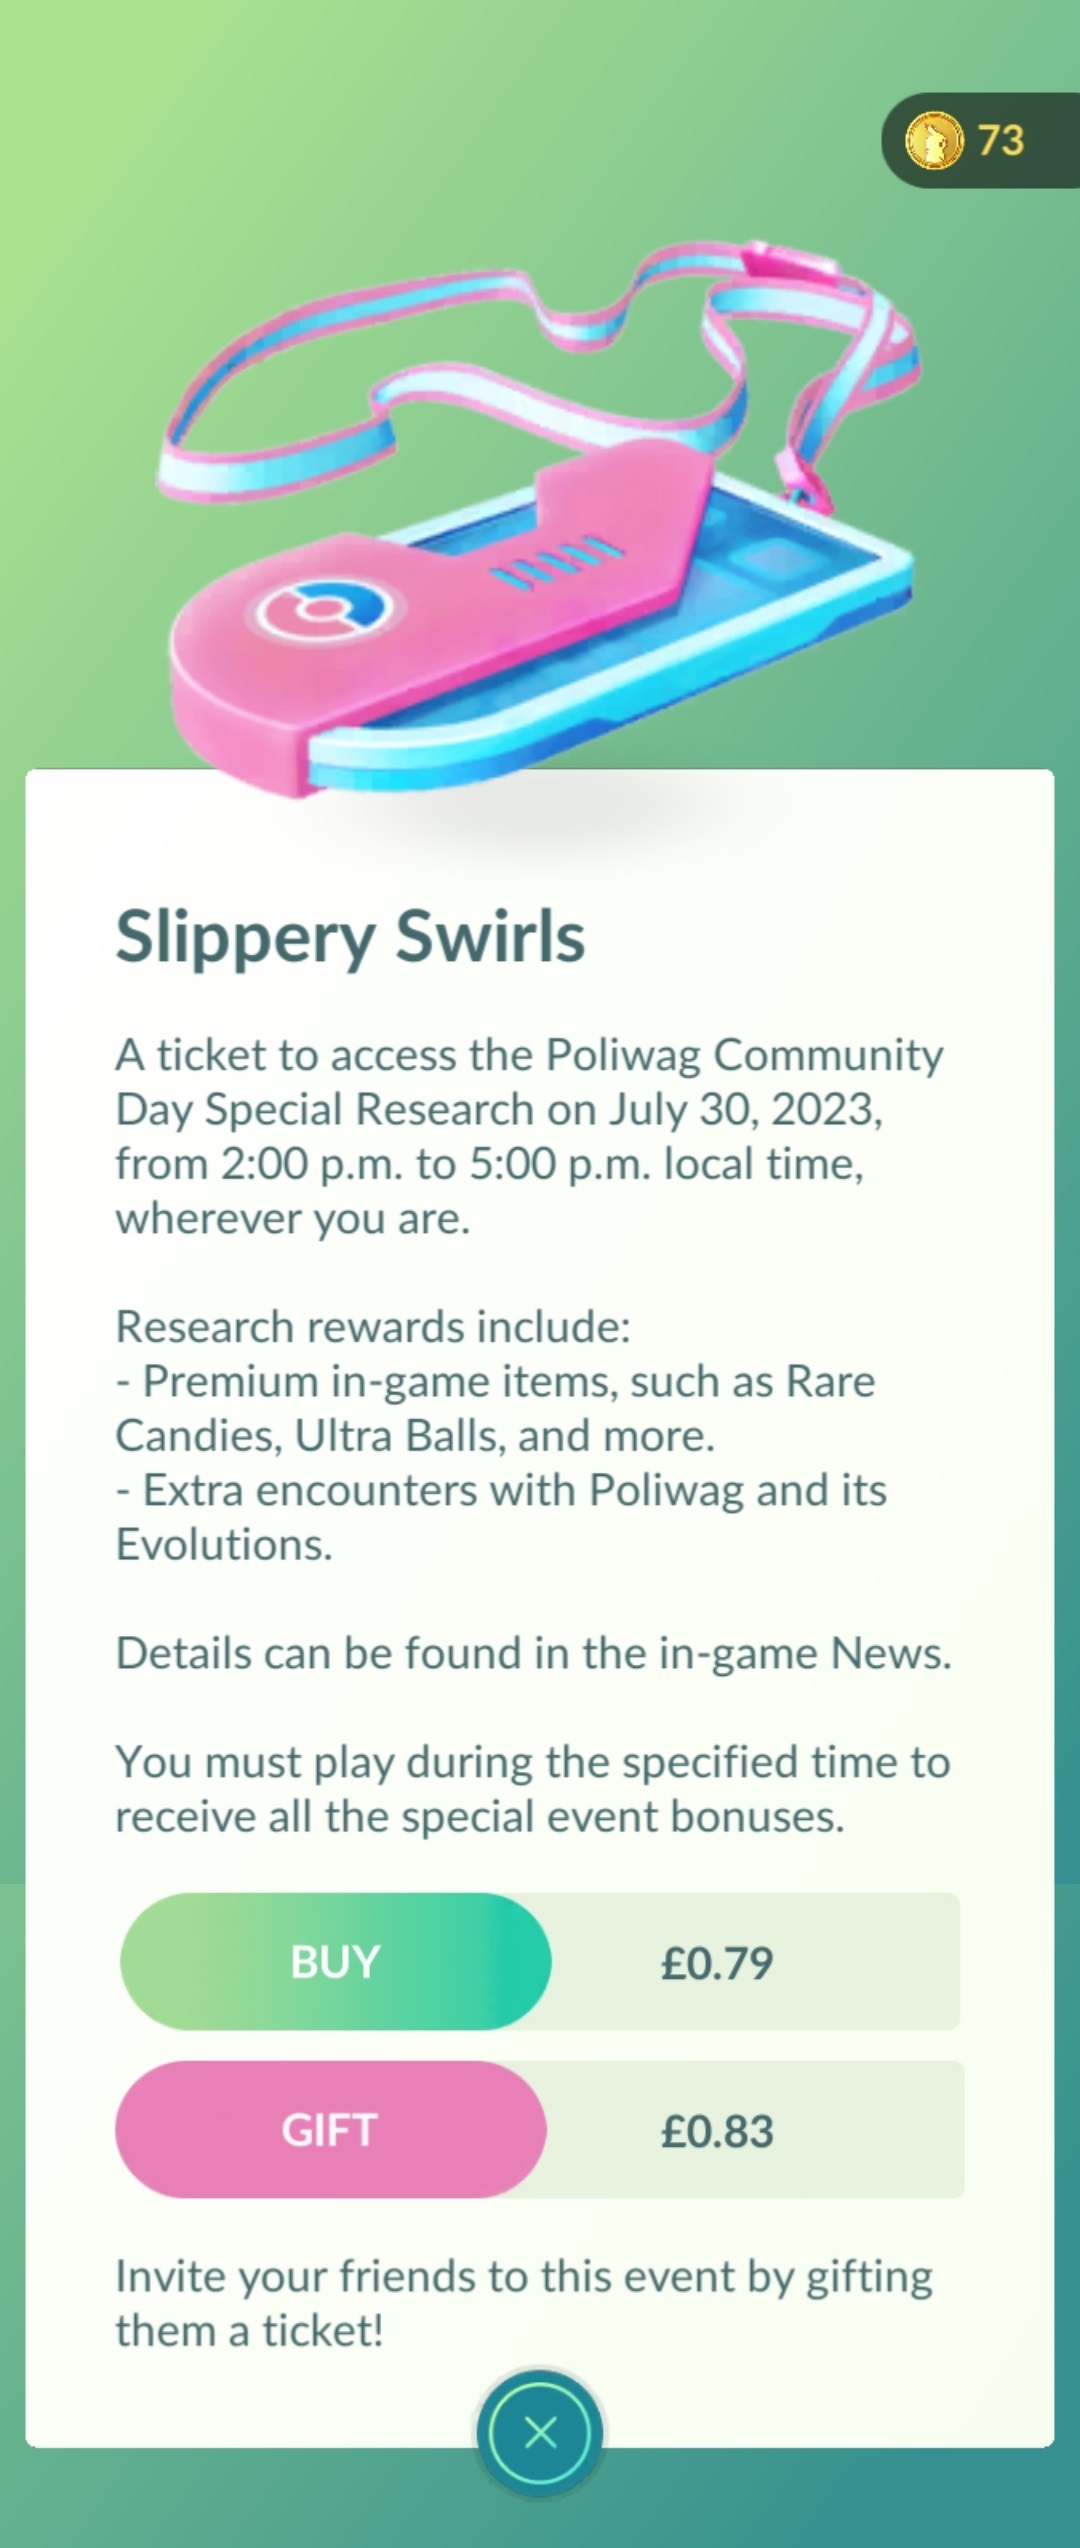 73
Slippery Swirls
A ticket to access the Poliwag Community
Day Special Research on July 30, 2023,
from 2:00 p.m. to 5:00 p.m. local time,
wherever you are.
Research rewards include:
- Premium in-game items, such as Rare
Candies, Ultra Balls, and more.
- Extra encounters with Poliwag and its
Evolutions.
Details can be found in the in-game News.
You must play during the specified time to
receive all the special event bonuses.
BUY £0.79
GIFT £0.83
Invite your friends to this event by gifting
them a ticket!